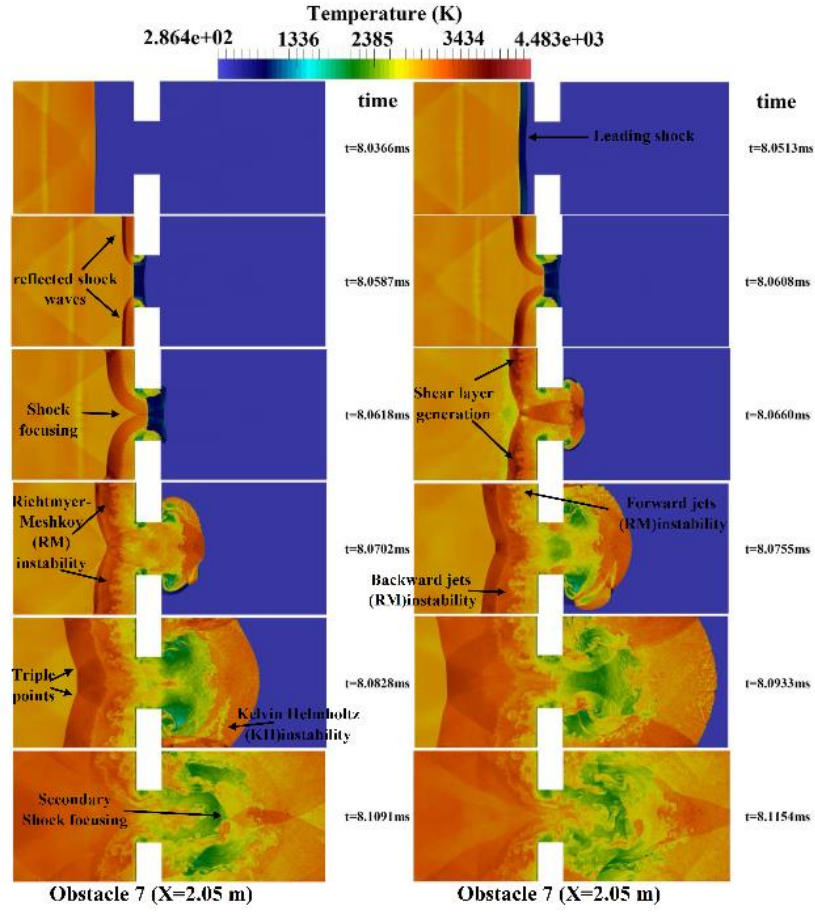 Temperature (K)
2.864e+02 1336 2385 3434 4.483e+03
time
time
t=8.0366ms
Leading shock
t=8.0513ms
reflected shock
waves
t=8.0587ms
t=8.0608ms
Shock
focusing
t=8.0618ms
Shear layer
generation
t=8.0660ms
Richtmyer-
Meshkov
(RM)
instability
t=8.0702ms
Forward jets
(RM)instability
Backward jets
(RM)instability
t=8.0755ms
Triple
points
Kelvin Helmholtz
(KH)instability
t=8.0828ms
t=8.0933ms
Secondary
Shock focusing
t=8.1091ms
t=8.1154ms
Obstacle 7 (X=2.05 m)
Obstacle 7 (X=2.05 m)